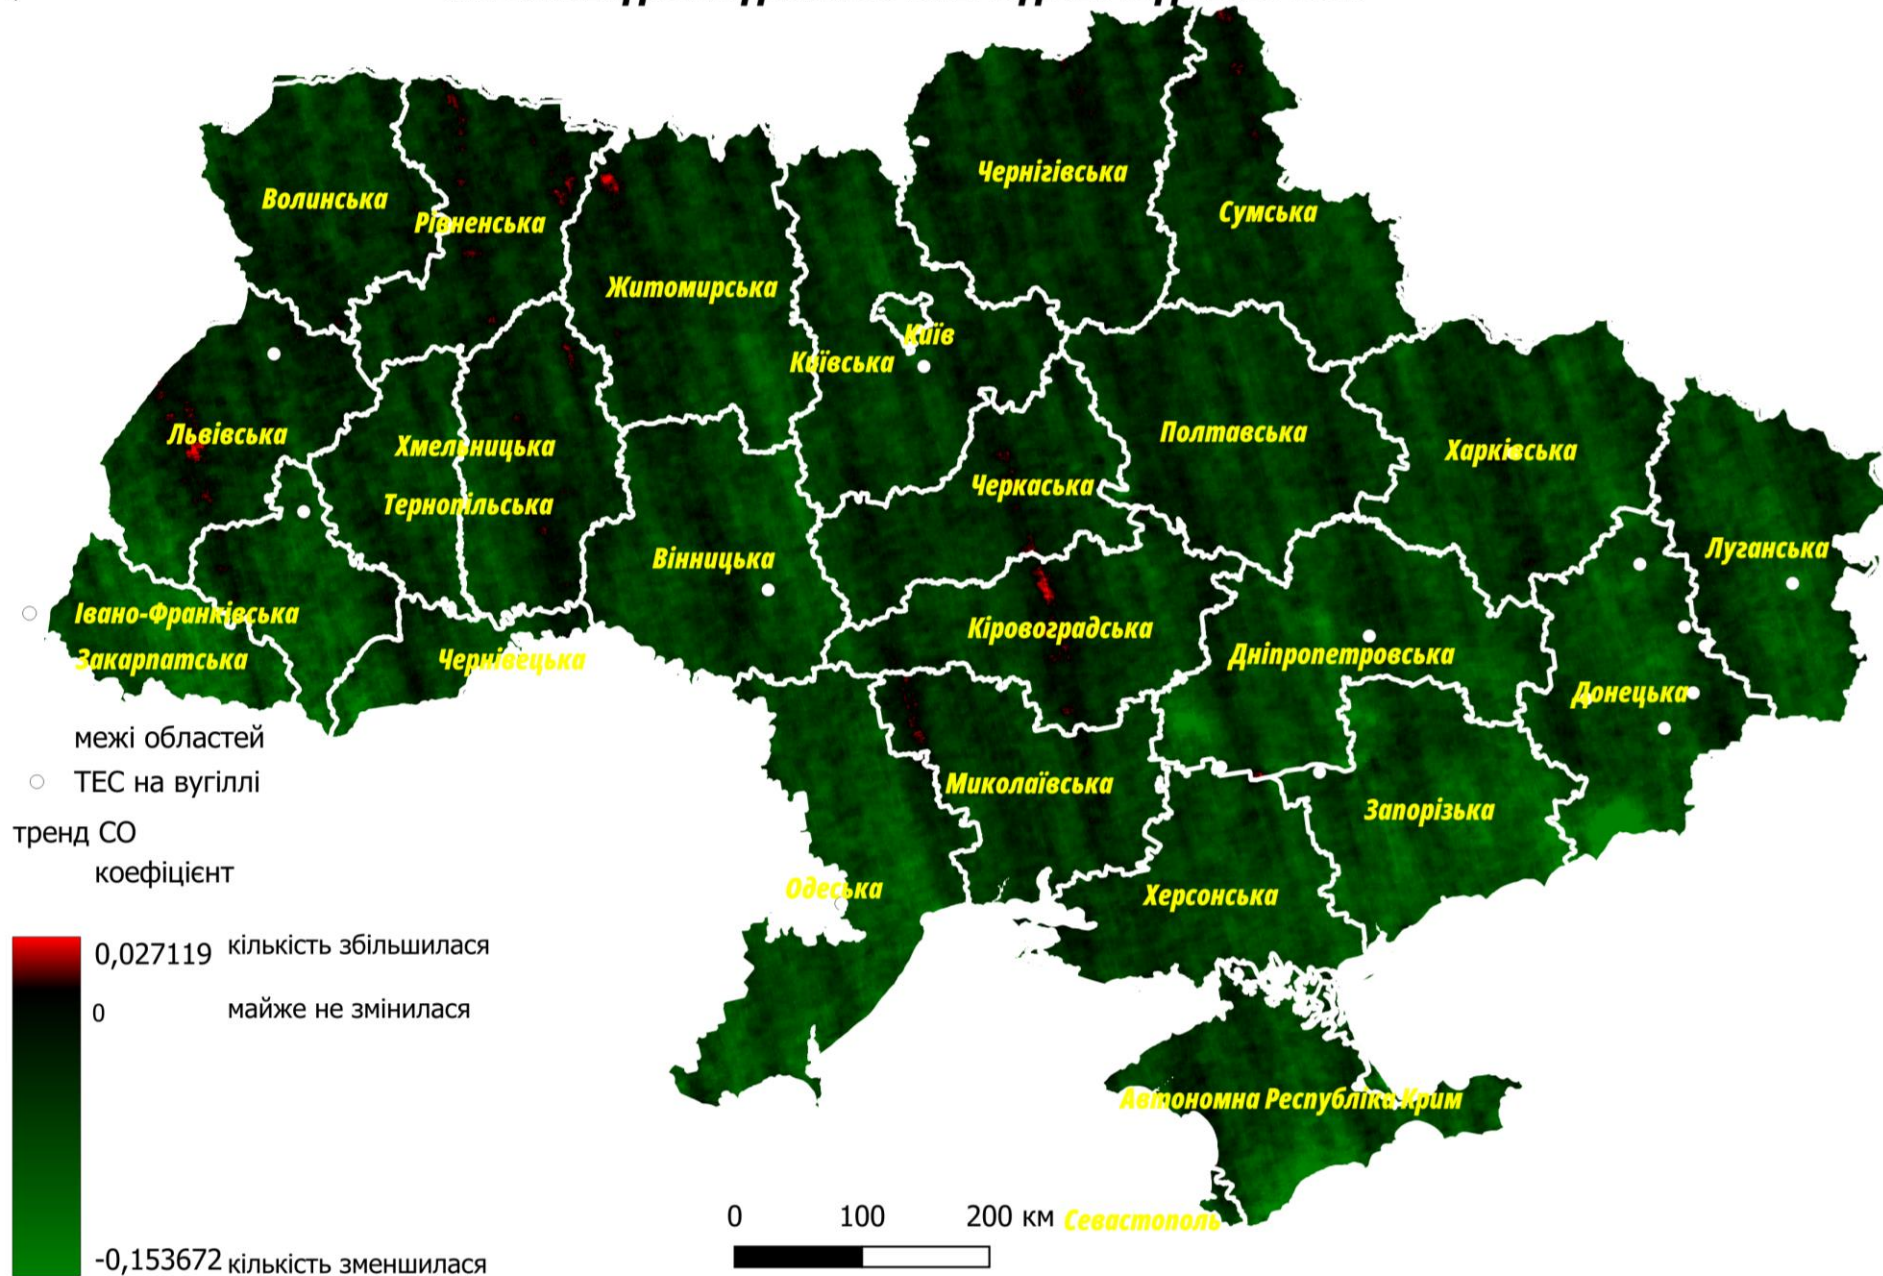 Чернігівська
Волинська
Рівненська
Сумська
Житомирська
Київ
Київська
Львівська
Хмельницька
Полтавська
Харківська
Черкаська
Тернопільська
Вінницька
Луганська
Івано-Франківська
Кіровоградська
Закарпатська
Чернівецька
Дніпропетровська
Донецька
межі областей
ТЕС на вугіллі
Миколаївська
Запорізька
тренд CO
коефіцієнт
Одеська
Херсонська
0,027119 кількість збільшилася
0 майже не змінилася
Автономна Республіка Крим
0 100 200 км
Севастополь
-0,153672 кількість зменшилася